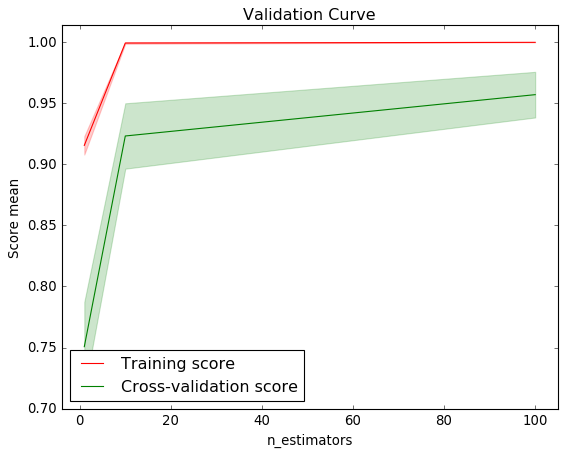 Validation Curve
1.00
0.95
0.90
0.85
0.80
0.75
0.70
Score mean
Training score
Cross-validation score
0 20 40 60 80 100
n_estimators